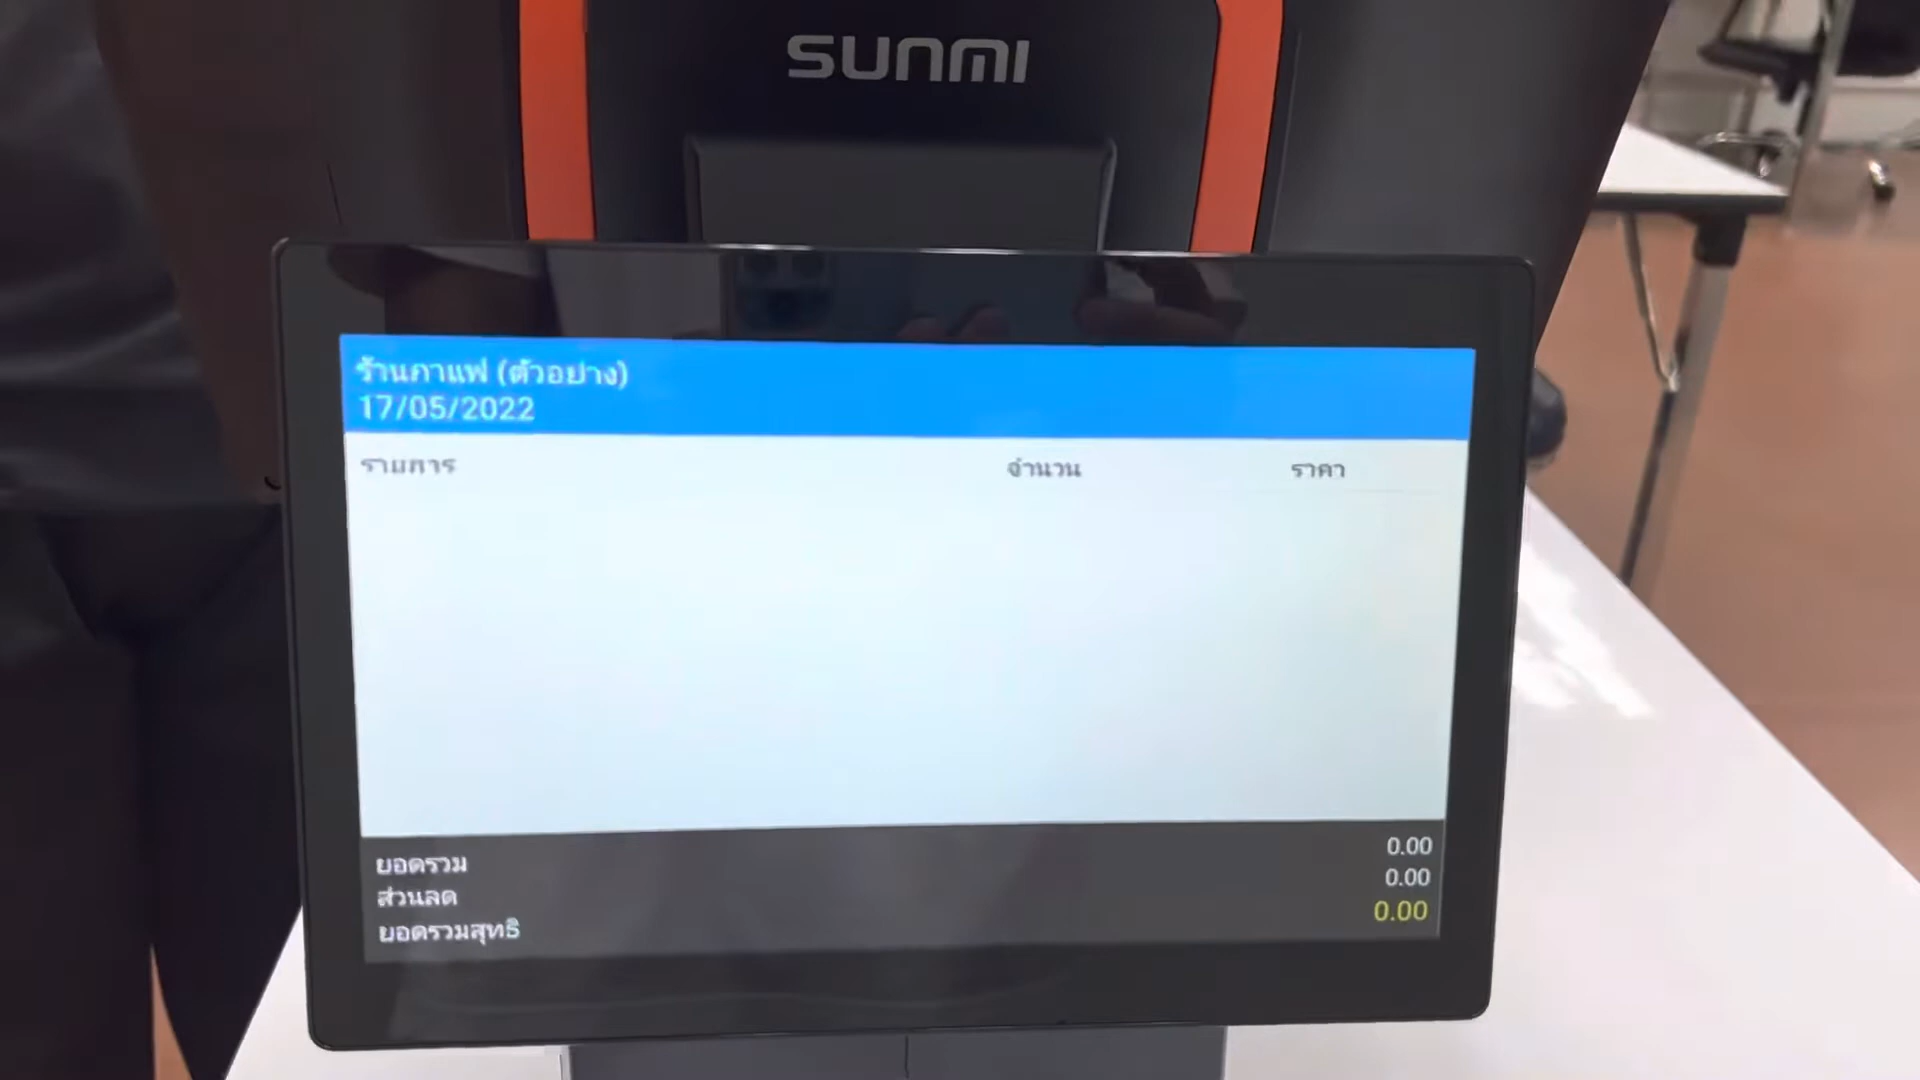 SUNMI
ร้านกาแฟ (ตัวอย่าง)
17/05/2022
รายการ จำนวน ราคา
ยอดรวม 0.00
ส่วนลด 0.00
ยอดรวมสุทธิ 0.00